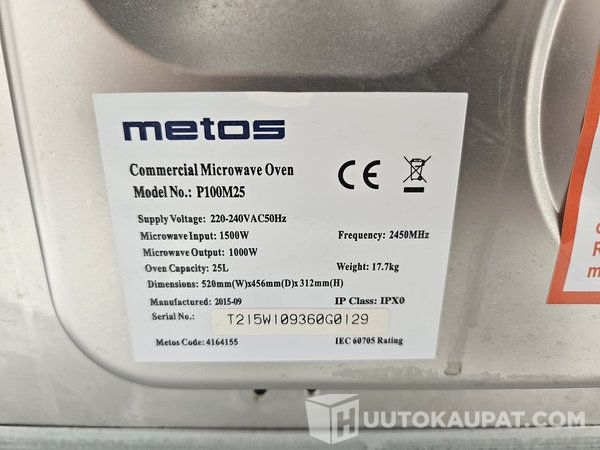 metos
Commercial Microwave Oven
Model No.: P100M25
Supply Voltage: 220-240VAC50Hz
Microwave Input: 1500W Frequency: 2450MHz
Microwave Output: 1000W
Oven Capacity: 25L Weight: 17.7kg
Dimensions: 520mm(W)x456mm(D)x312mm(H)
Manufactured: 2015-09 IP Class: IPX0
Serial No.: T215W109360G0129
Metos Code: 4164155 IEC 60705 Rating
CE
HUUTOKAUPAT.COM